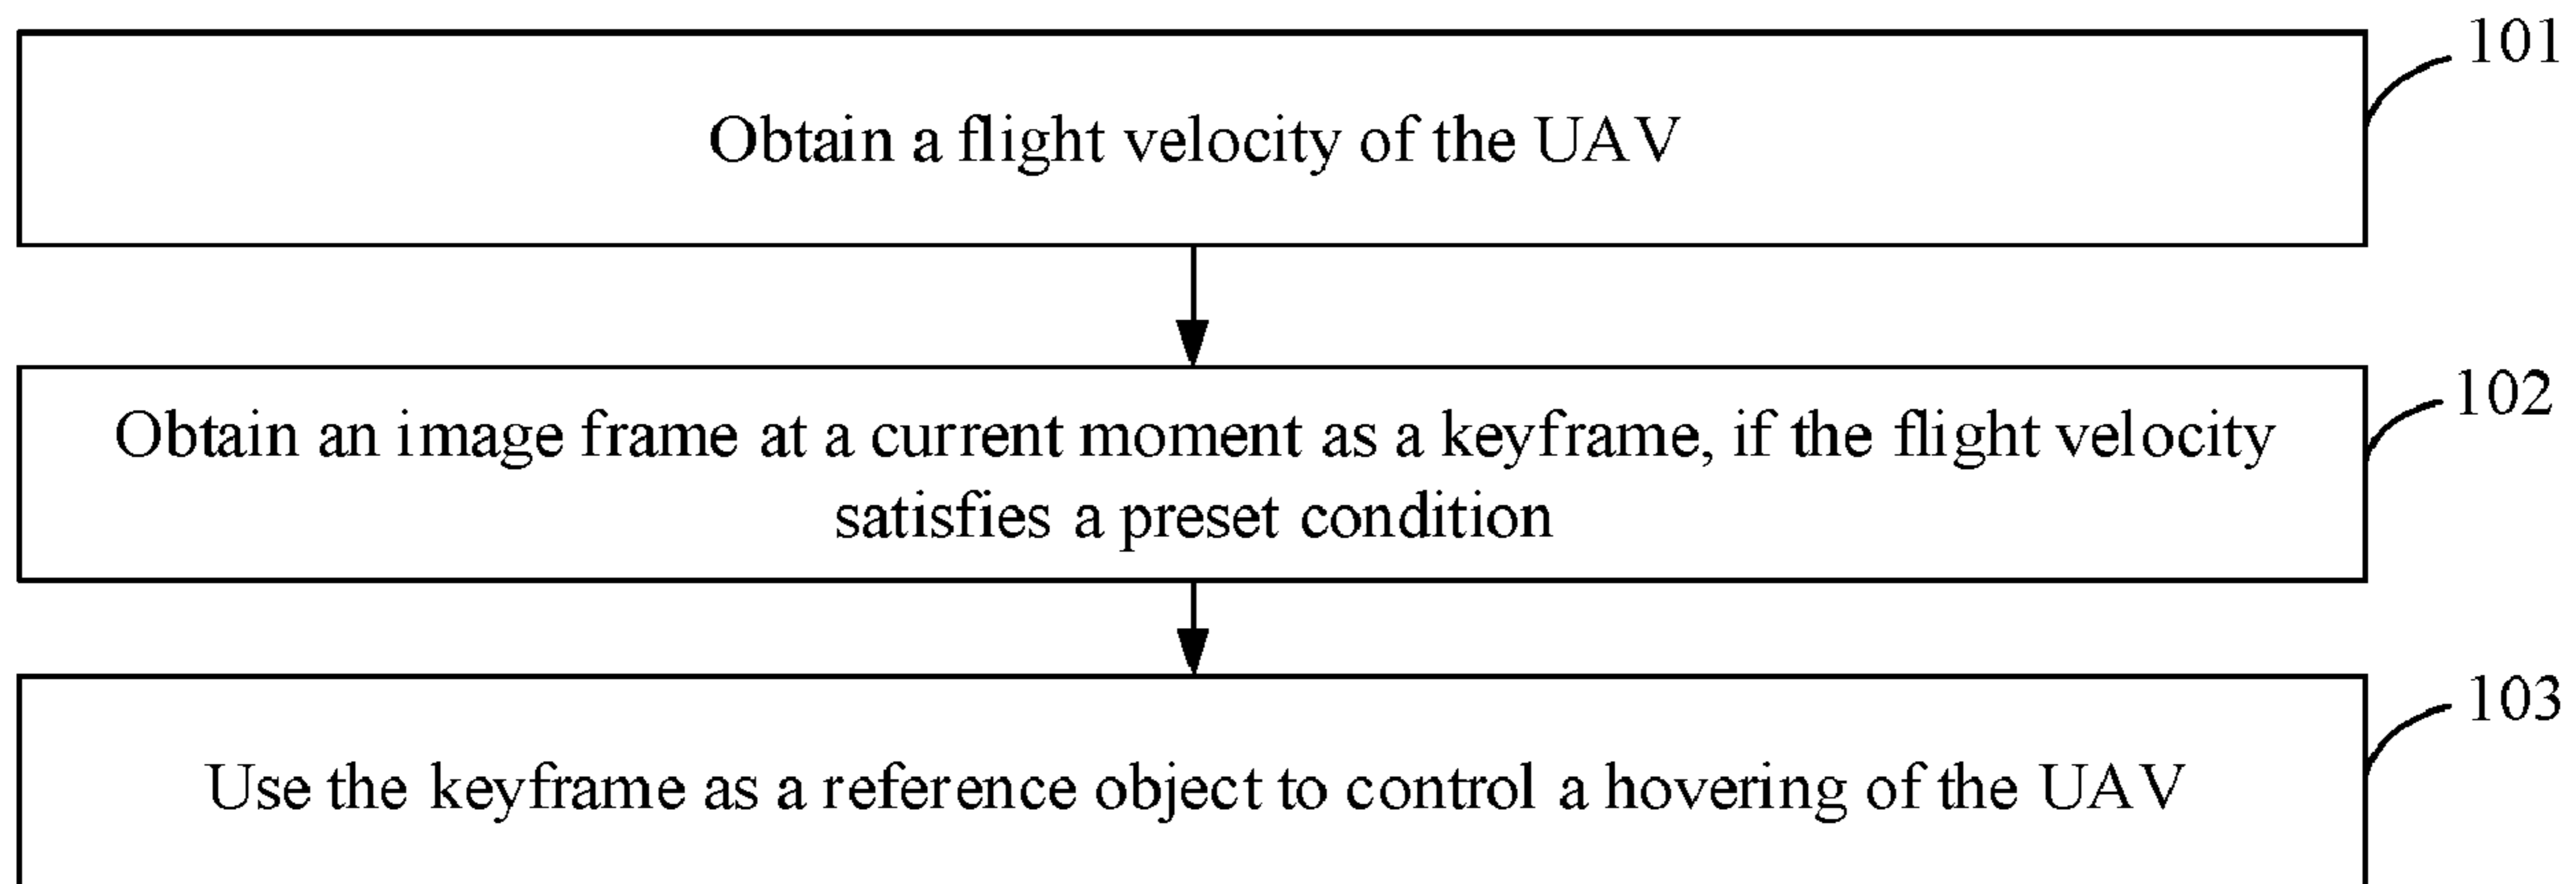 101
Obtain a flight velocity of the UAV
102
Obtain an image frame at a current moment as a keyframe, if the flight velocity
satisfies a preset condition
103
Use the keyframe as a reference object to control a hovering of the UAV